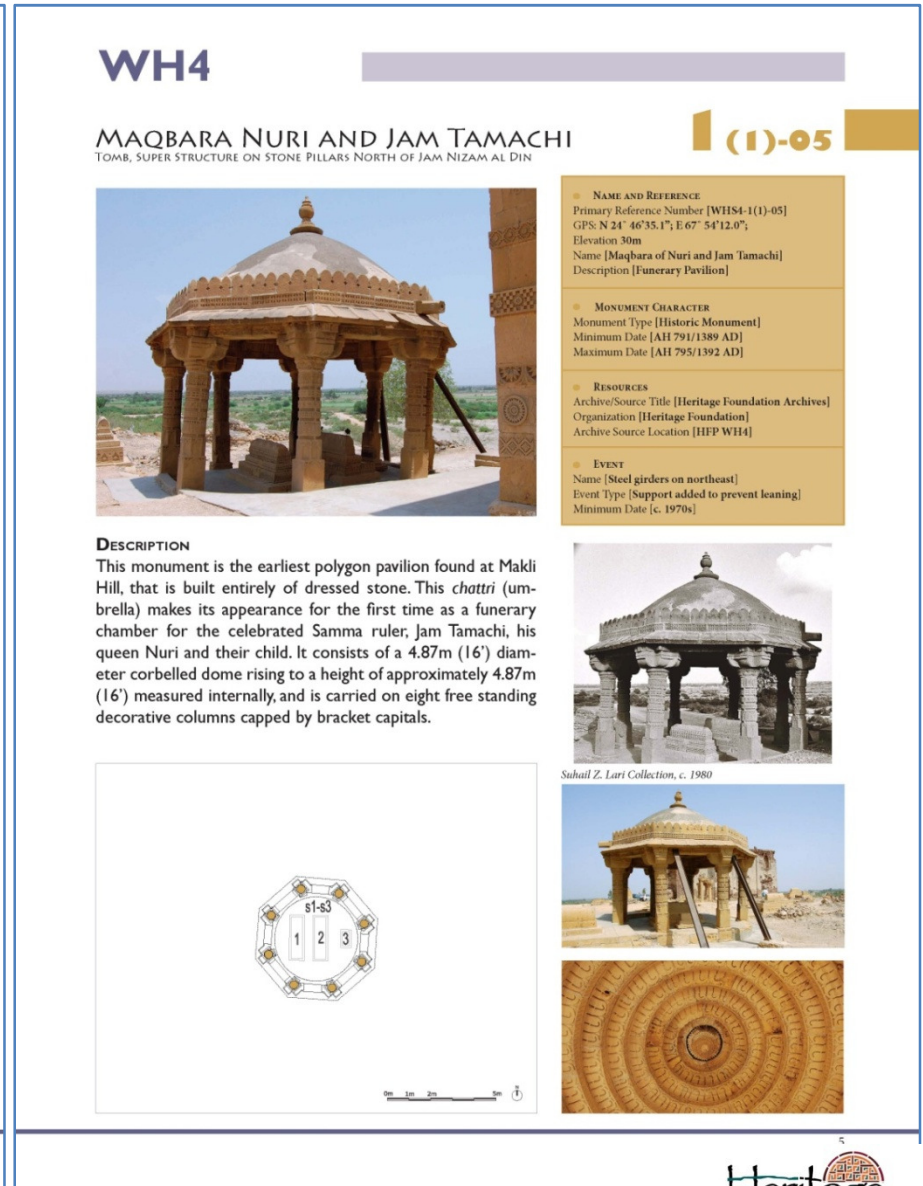 WH4
MAQBARA NURI AND JAM TAMACHI
TOMB, SUPER STRUCTURE ON STONE PILLARS NORTH OF JAM NIZAM AL DIN
1 (1)-05
NAME AND REFERENCE
Primary Reference Number [WHS4-1(1)-05]
GPS: N 24° 46'35.1"; E 67° 54'12.0";
Elevation 30m
Name [Maqbara of Nuri and Jam Tamachi]
Description [Funerary Pavilion]
MONUMENT CHARACTER
Monument Type [Historic Monument]
Minimum Date [AH 791/1389 AD]
Maximum Date [AH 795/1392 AD]
RESOURCES
Archive/Source Title [Heritage Foundation Archives]
Organization [Heritage Foundation]
Archive Source Location [HFP WH4]
EVENT
Name [Steel girders on northeast]
Event Type [Support added to prevent leaning]
Minimum Date [c. 1970s]
DESCRIPTION
This monument is the earliest polygon pavilion found at Makli
Hill, that is built entirely of dressed stone. This chattri (um-
brella) makes its appearance for the first time as a funerary
chamber for the celebrated Samma ruler, Jam Tamachi, his
queen Nuri and their child. It consists of a 4.87m (16') diam-
eter corbelled dome rising to a height of approximately 4.87m
(16') measured internally, and is carried on eight free standing
decorative columns capped by bracket capitals.
Suhail Z. Lari Collection, c. 1980
s1-s3
1 2 3
0m 1m 2m 5m
N
5
Heritage